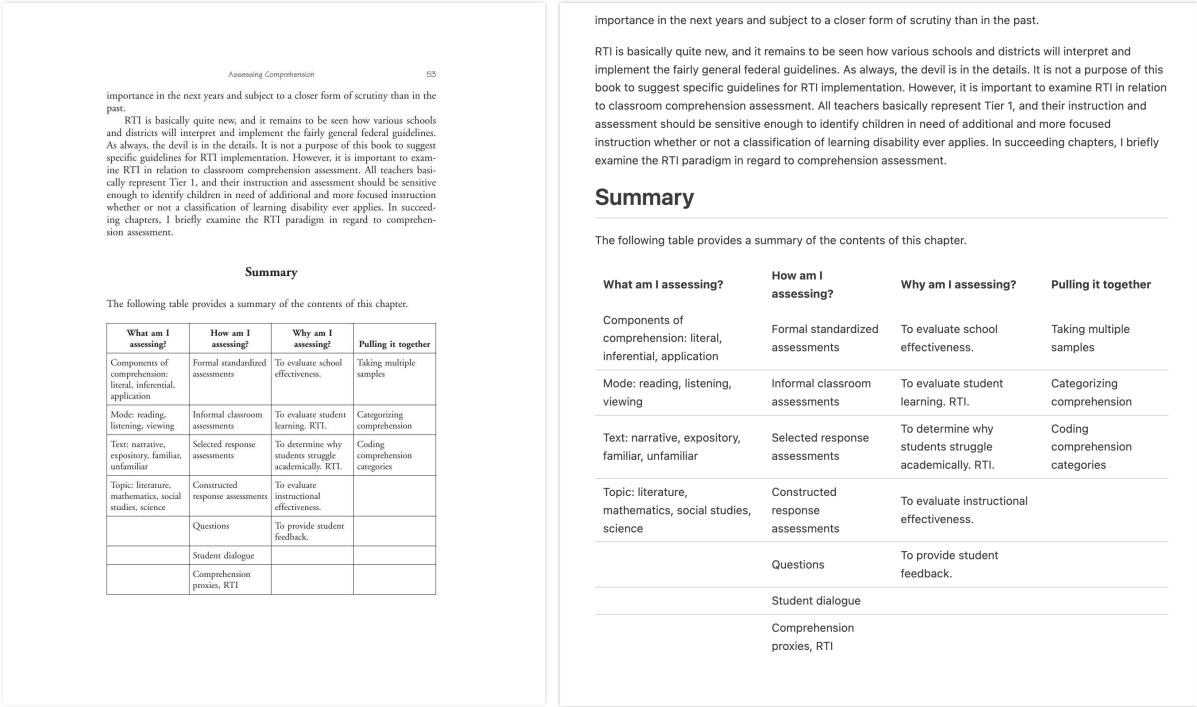 Assessing Comprehension 53
importance in the next years and subject to a closer form of scrutiny than in the
past.
RTI is basically quite new, and it remains to be seen how various schools
and districts will interpret and implement the fairly general federal guidelines.
As always, the devil is in the details. It is not a purpose of this book to suggest
specific guidelines for RTI implementation. However, it is important to exam-
ine RTI in relation to classroom comprehension assessment. All teachers basi-
cally represent Tier 1, and their instruction and assessment should be sensitive
enough to identify children in need of additional and more focused instruction
whether or not a classification of learning disability ever applies. In succeed-
ing chapters, I briefly examine the RTI paradigm in regard to comprehen-
sion assessment.
Summary
The following table provides a summary of the contents of this chapter.
What am I
assessing?
How am I
assessing?
Why am I
assessing?
Pulling it together
Components of
comprehension:
literal, inferential,
application
Formal standardized
assessments
To evaluate school
effectiveness.
Taking multiple
samples
Mode: reading,
listening, viewing
Informal classroom
assessments
To evaluate student
learning. RTI.
Categorizing
comprehension
Text: narrative,
expository, familiar,
unfamiliar
Selected response
assessments
To determine why
students struggle
academically. RTI.
Coding
comprehension
categories
Topic: literature,
mathematics, social
studies, science
Constructed
response assessments
To evaluate
instructional
effectiveness.
Questions
To provide student
feedback.
Student dialogue
Comprehension
proxies, RTI
importance in the next years and subject to a closer form of scrutiny than in the past.
RTI is basically quite new, and it remains to be seen how various schools and districts will interpret and
implement the fairly general federal guidelines. As always, the devil is in the details. It is not a purpose of this
book to suggest specific guidelines for RTI implementation. However, it is important to examine RTI in relation
to classroom comprehension assessment. All teachers basically represent Tier 1, and their instruction and
assessment should be sensitive enough to identify children in need of additional and more focused
instruction whether or not a classification of learning disability ever applies. In succeeding chapters, I briefly
examine the RTI paradigm in regard to comprehension assessment.
Summary
The following table provides a summary of the contents of this chapter.
What am I assessing?
How am I
assessing?
Why am I assessing?
Pulling it together
Components of
comprehension: literal,
inferential, application
Formal standardized
assessments
To evaluate school
effectiveness.
Taking multiple
samples
Mode: reading, listening,
viewing
Informal classroom
assessments
To evaluate student
learning. RTI.
Categorizing
comprehension
Text: narrative, expository,
familiar, unfamiliar
Selected response
assessments
To determine why
students struggle
academically. RTI.
Coding
comprehension
categories
Topic: literature,
mathematics, social studies,
science
Constructed
response
assessments
To evaluate instructional
effectiveness.
Questions
To provide student
feedback.
Student dialogue
Comprehension
proxies, RTI